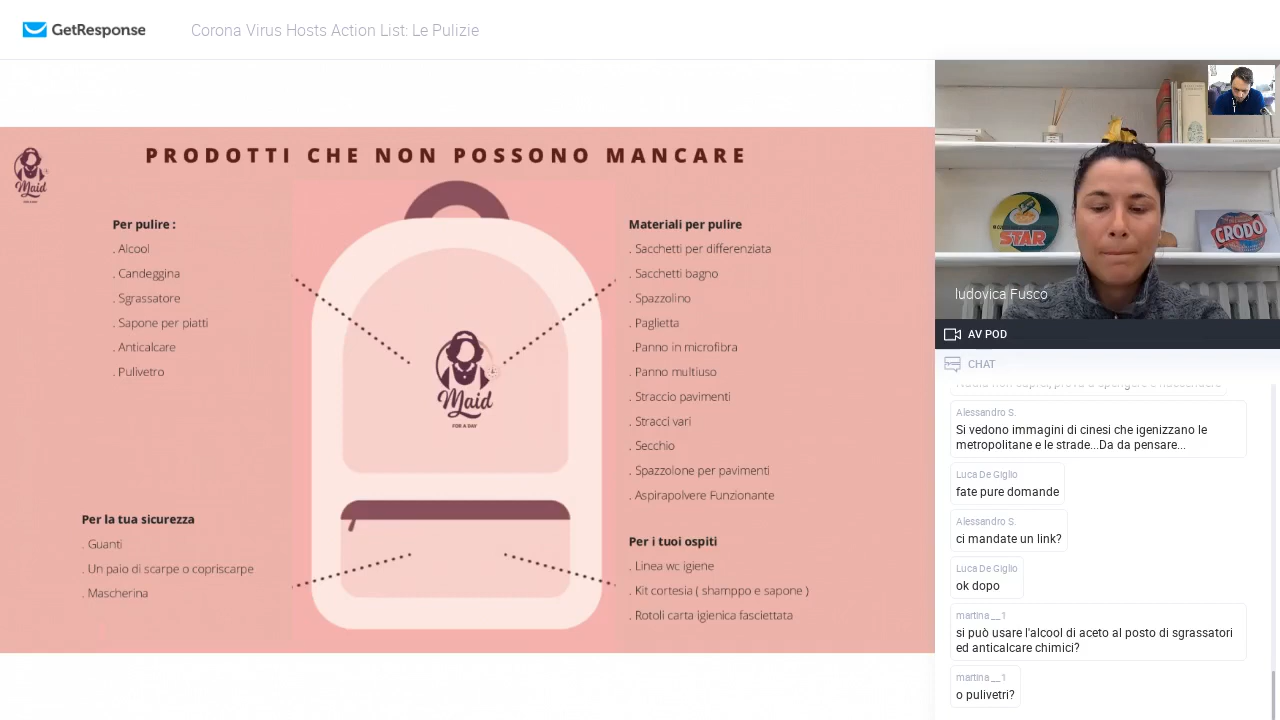 GetResponse
Corona Virus Hosts Action List: Le Pulizie
PRODOTTI CHE NON POSSONO MANCARE
Maid
Per pulire :
. Alcool
. Candeggina
. Sgrassatore
. Sapone per piatti
. Anticalcare
. Pulivetro
Per la tua sicurezza
. Guanti
. Un paio di scarpe o copriscarpe
. Mascherina
Maid
FOR A DAY
Materiali per pulire
. Sacchetti per differenziata
. Sacchetti bagno
. Spazzolino
. Paglietta
.Panno in microfibra
. Panno multiuso
. Straccio pavimenti
. Stracci vari
. Secchio
. Spazzolone per pavimenti
. Aspirapolvere Funzionante
Per i tuoi ospiti
. Linea wc igiene
. Kit cortesia ( shamppo e sapone )
. Rotoli carta igienica fasciettata
STAR
CRODO
ludovica Fusco
AV POD
CHAT
Alessandro S.
Si vedono immagini di cinesi che igenizzano le
metropolitane e le strade...Da da pensare...
Luca De Giglio
fate pure domande
Alessandro S.
ci mandate un link?
Luca De Giglio
ok dopo
martina__1
si può usare l'alcool di aceto al posto di sgrassatori
ed anticalcare chimici?
martina__1
o pulivetri?